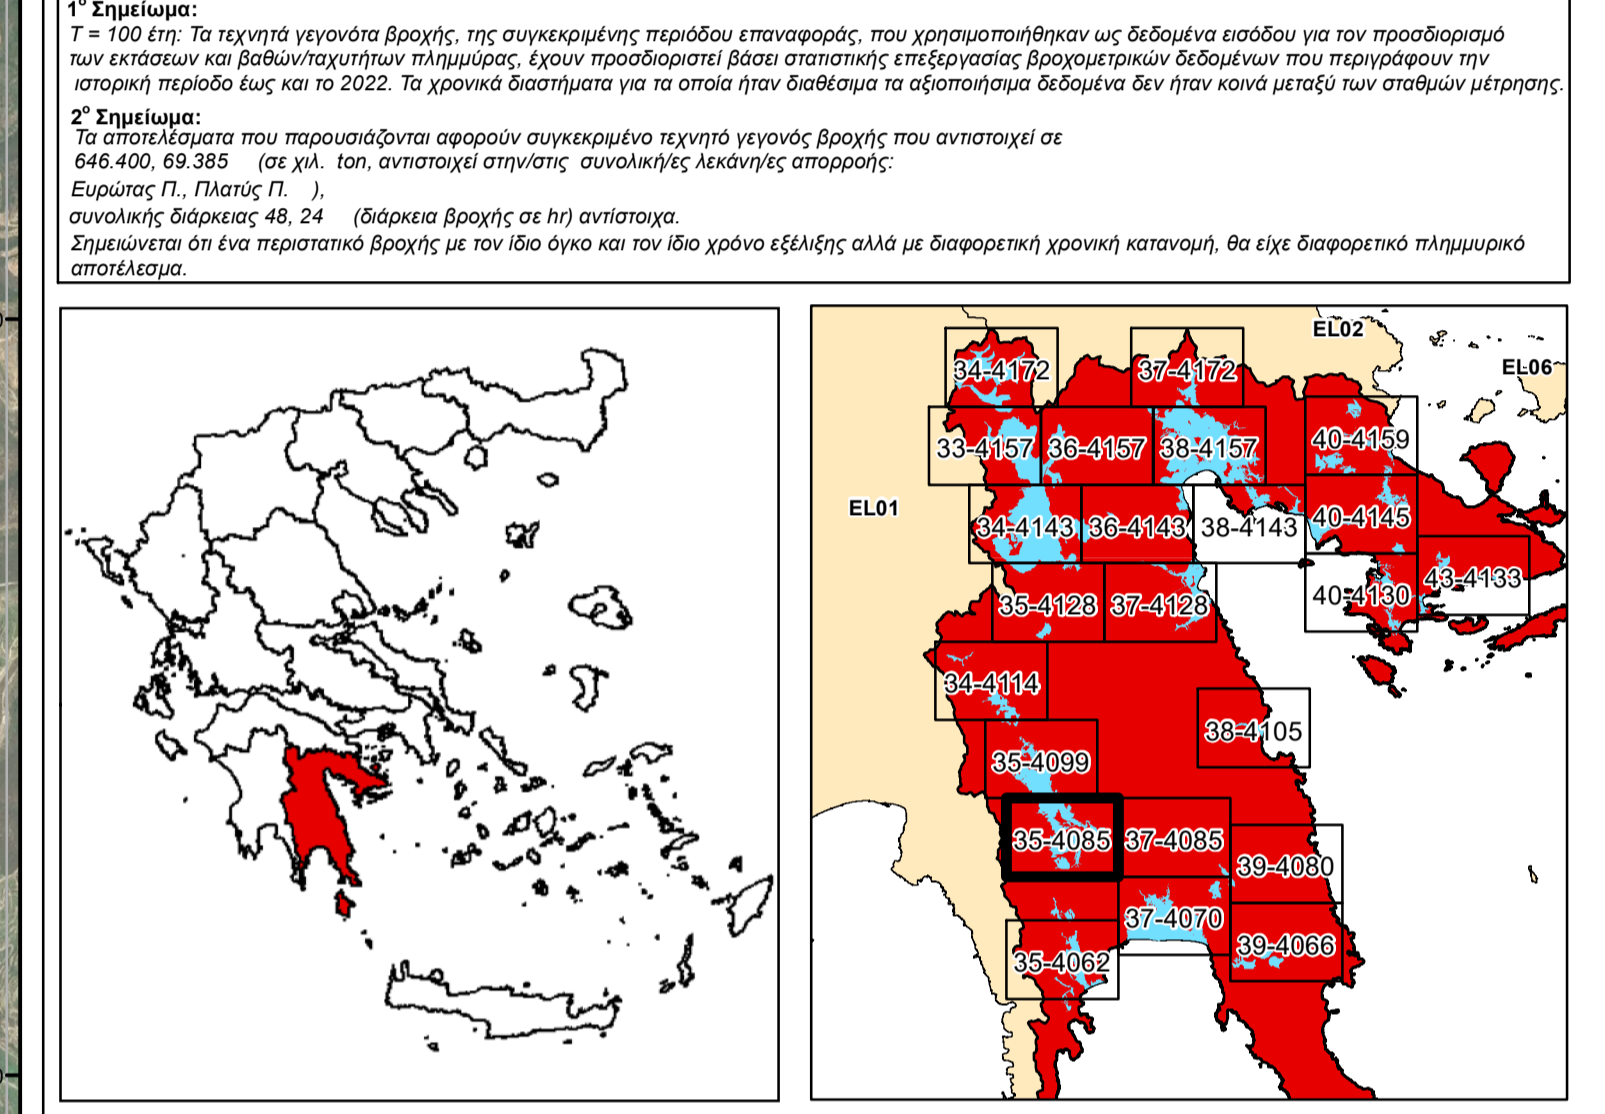 1ο Σημείωμα:
T = 100 έτη: Τα τεχνητά γεγονότα βροχής, της συγκεκριμένης περιόδου επαναφοράς, που χρησιμοποιήθηκαν ως δεδομένα εισόδου για τον προσδιορισμό
των εκτάσεων και βαθών/ταχυτήτων πλημμύρας, έχουν προσδιοριστεί βάσει στατιστικής επεξεργασίας βροχομετρικών δεδομένων που περιγράφουν την
ιστορική περίοδο έως και το 2022. Τα χρονικά διαστήματα για τα οποία ήταν διαθέσιμα τα αξιοποιήσιμα δεδομένα δεν ήταν κοινά μεταξύ των σταθμών μέτρησης.
2ο Σημείωμα:
Τα αποτελέσματα που παρουσιάζονται αφορούν συγκεκριμένο τεχνητό γεγονός βροχής που αντιστοιχεί σε
646.400, 69.385 (σε χιλ. ton, αντιστοιχεί στην/στις συνολική/ες λεκάνη/ες απορροής:
Ευρώτας Π., Πλατύς Π. ),
συνολικής διάρκειας 48, 24 (διάρκεια βροχής σε hr) αντίστοιχα.
Σημειώνεται ότι ένα περιστατικό βροχής με τον ίδιο όγκο και τον ίδιο χρόνο εξέλιξης αλλά με διαφορετική χρονική κατανομή, θα είχε διαφορετικό πλημμυρικό
αποτέλεσμα.
EL02
EL06
34-4172
37-4172
33-4157
36-4157
38-4157
40-4159
EL01
34-4143
36-4143
38-4143
40-4145
35-4128
37-4128
40-4130
43-4133
34-4114
38-4105
35-4099
35-4085
37-4085
39-4080
37-4070
39-4066
35-4062